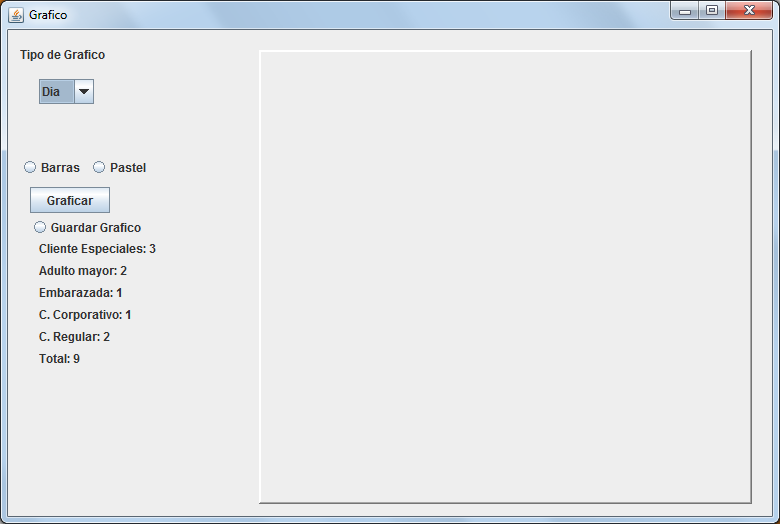 Grafico
Tipo de Grafico
Dia
Barras Pastel
Graficar
Guardar Grafico
Cliente Especiales: 3
Adulto mayor: 2
Embarazada: 1
C. Corporativo: 1
C. Regular: 2
Total: 9